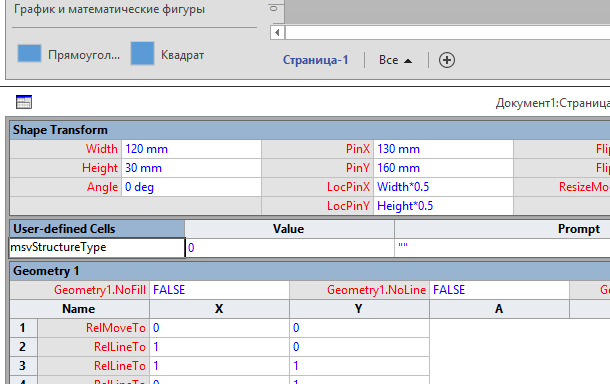 График и математические фигуры
Прямоугол... Квадрат
Страница-1 Все
Документ1:Страница
Shape Transform
Width 120 mm PinX 130 mm Flip
Height 30 mm PinY 160 mm Flip
Angle 0 deg LocPinX Width*0.5 ResizeMo
LocPinY Height*0.5
User-defined Cells Value Prompt
msvStructureType 0 ""
Geometry 1
Geometry1.NoFill FALSE Geometry1.NoLine FALSE Ge
Name X Y A
1 RelMoveTo 0 0
2 RelLineTo 1 0
3 RelLineTo 1 1
4 RelLineTo 0 1